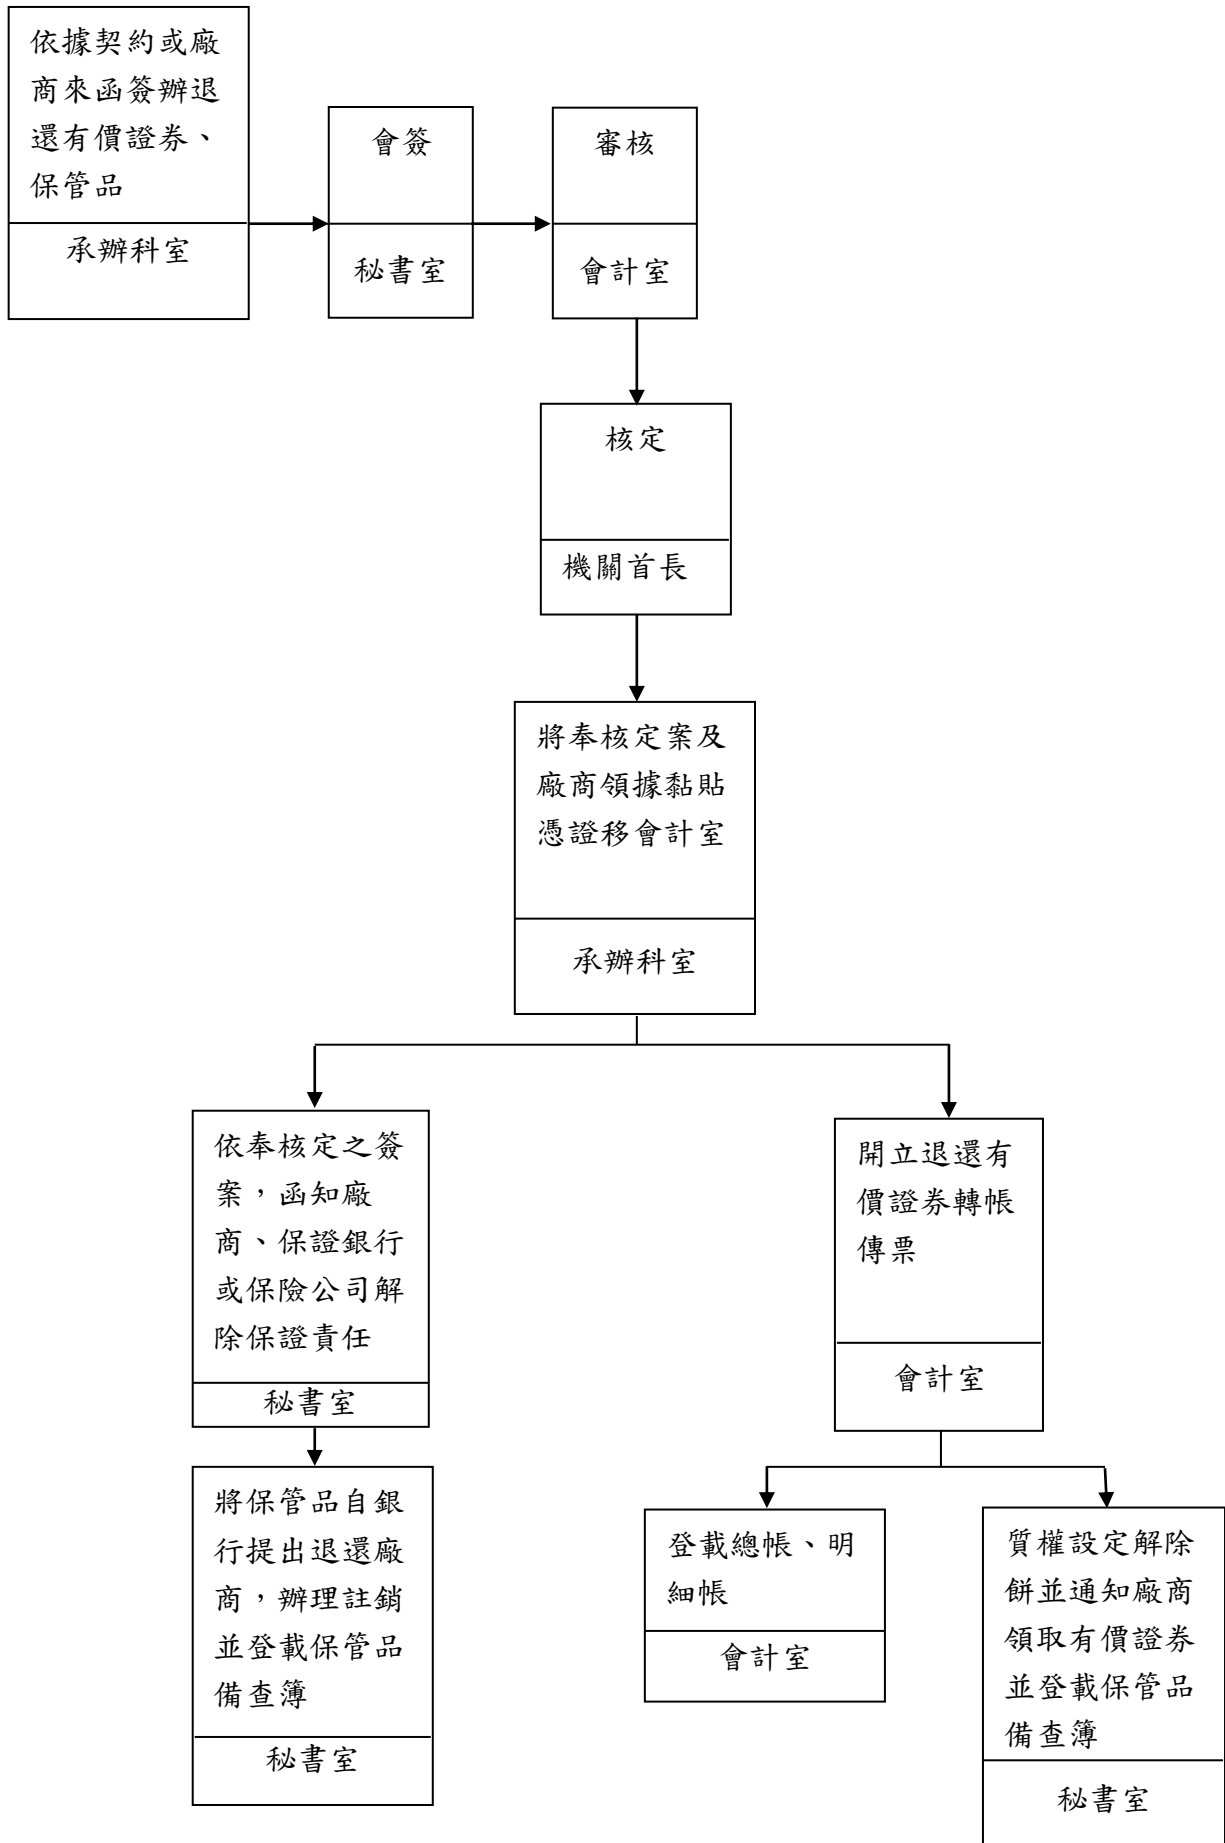 依據契約或廠
商來函簽辦退
還有價證券、
保管品
承辦科室
會簽
秘書室
審核
會計室
核定
機關首長
將奉核定案及
廠商領據黏貼
憑證移會計室
承辦科室
依奉核定之簽
案，函知廠
商、保證銀行
或保險公司解
除保證責任
秘書室
將保管品自銀
行提出退還廠
商，辦理註銷
並登載保管品
備查簿
秘書室
開立退還有
價證券轉帳
傳票
會計室
登載總帳、明
細帳
會計室
質權設定解除
餅並通知廠商
領取有價證券
並登載保管品
備查簿
秘書室